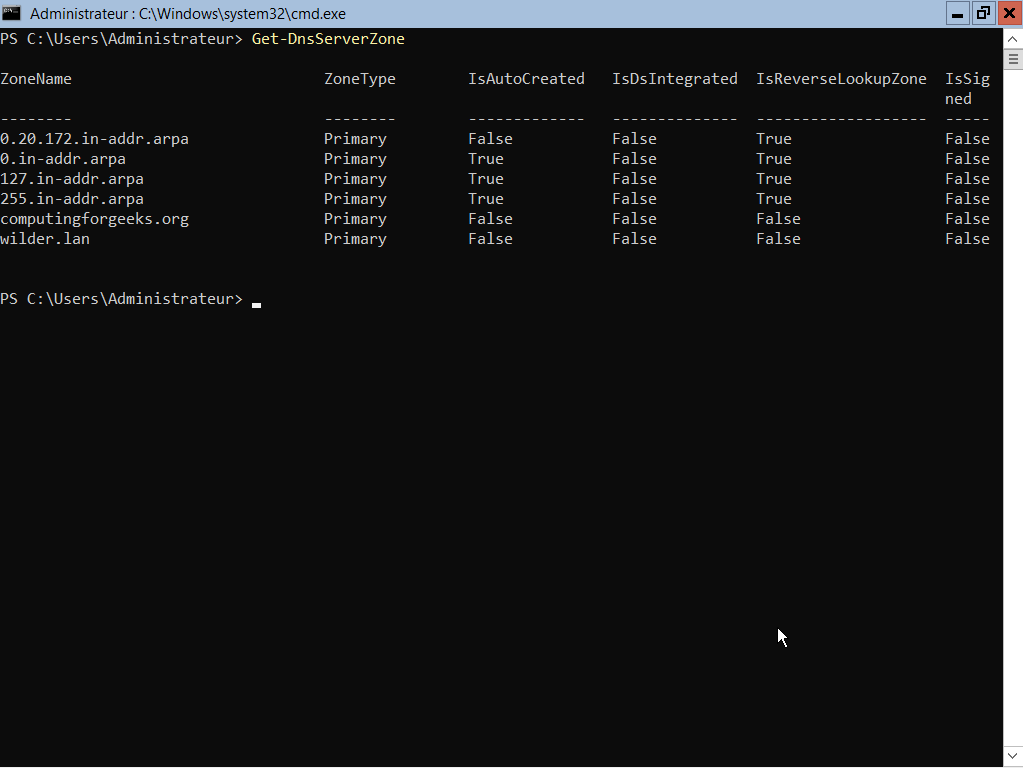 Administrateur : C:\Windows\system32\cmd.exe
PS C:\Users\Administrateur> Get-DnsServerZone
ZoneName                            ZoneType        IsAutoCreated   IsDsIntegrated  IsReverseLookupZone  IsSig
                                                                                                         ned
--------                            --------        -------------   --------------  -------------------  -----
0.20.172.in-addr.arpa               Primary         False           False           True                 False
0.in-addr.arpa                      Primary         True            False           True                 False
127.in-addr.arpa                    Primary         True            False           True                 False
255.in-addr.arpa                    Primary         True            False           True                 False
computingforgeeks.org               Primary         False           False           False                False
wilder.lan                          Primary         False           False           False                False
PS C:\Users\Administrateur>